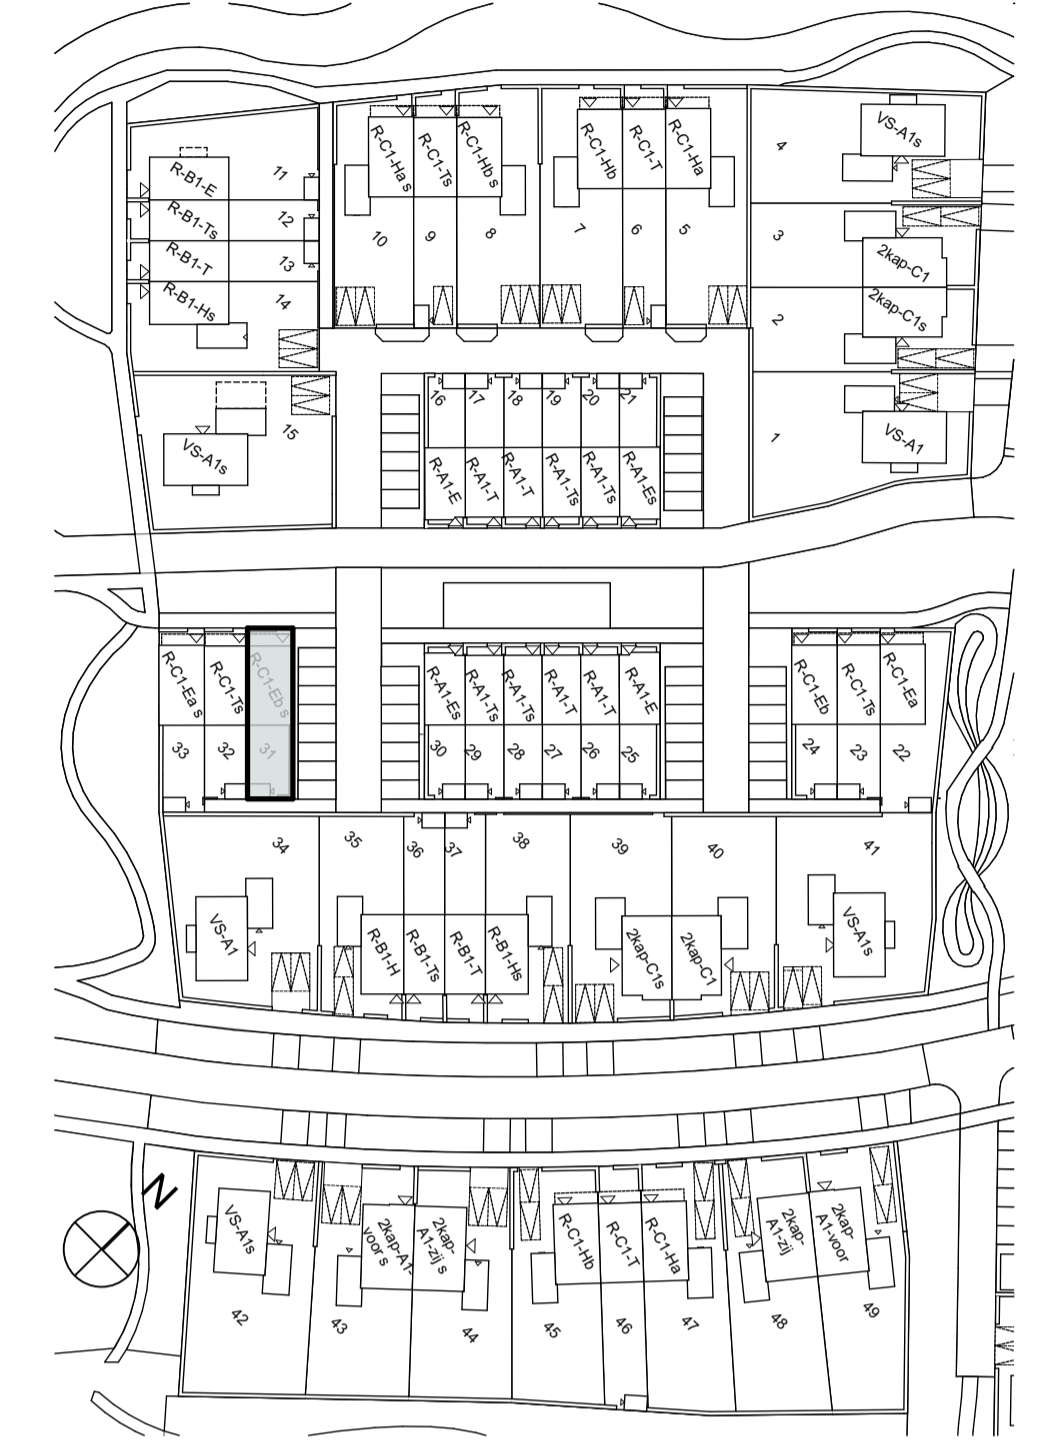 R-C1-Ha s
R-C1-Ts
R-C1-Hb s
R-C1-Hb
R-C1-T
R-C1-Ha
VS-A1s
4
R-B1-E
11
R-B1-Ts
12
R-B1-T
13
R-B1-Hs
14
10
9
8
7
6
5
3
2kap-C1
2kap-C1s
2
16
17
18
19
20
21
15
VS-A1s
R-A1-E
R-A1-T
R-A1-T
R-A1-Ts
R-A1-Ts
R-A1-Es
1
VS-A1
R-C1-Ea s
R-C1-Ts
R-C1-Eb s
R-A1-Es
R-A1-Ts
R-A1-Ts
R-A1-T
R-A1-T
R-A1-E
R-C1-Eb
R-C1-Ts
R-C1-Ea
33
32
31
30
29
28
27
26
25
24
23
22
34
35
36
37
38
39
40
41
VS-A1
R-B1-H
R-B1-Ts
R-B1-T
R-B1-Hs
2kap-C1s
2kap-C1
VS-A1s
N
VS-A1s
2kap-A1-
voor s
2kap-
A1-zij s
R-C1-Hb
R-C1-T
R-C1-Ha
2kap-
A1-zij
2kap-
A1-voor
42
43
44
45
46
47
48
49